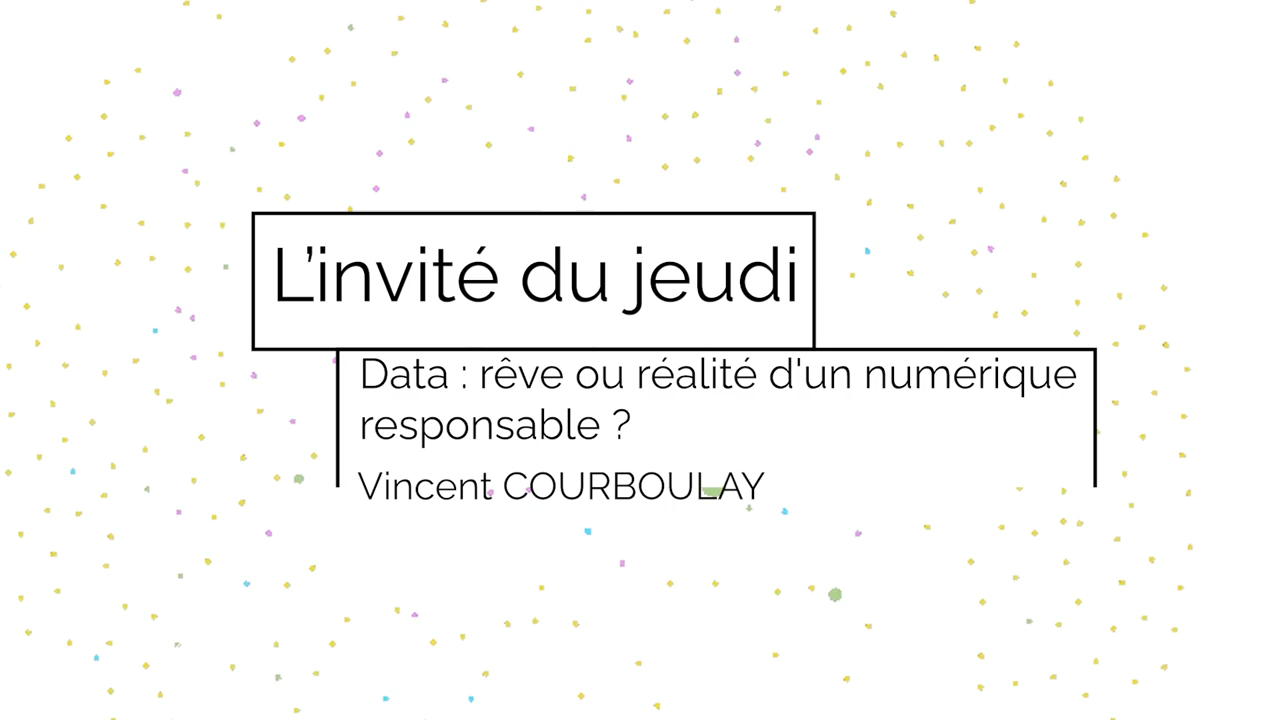 L’invité du jeudi
Data : rêve ou réalité d'un numérique
responsable ?
Vincent COURBOULAY